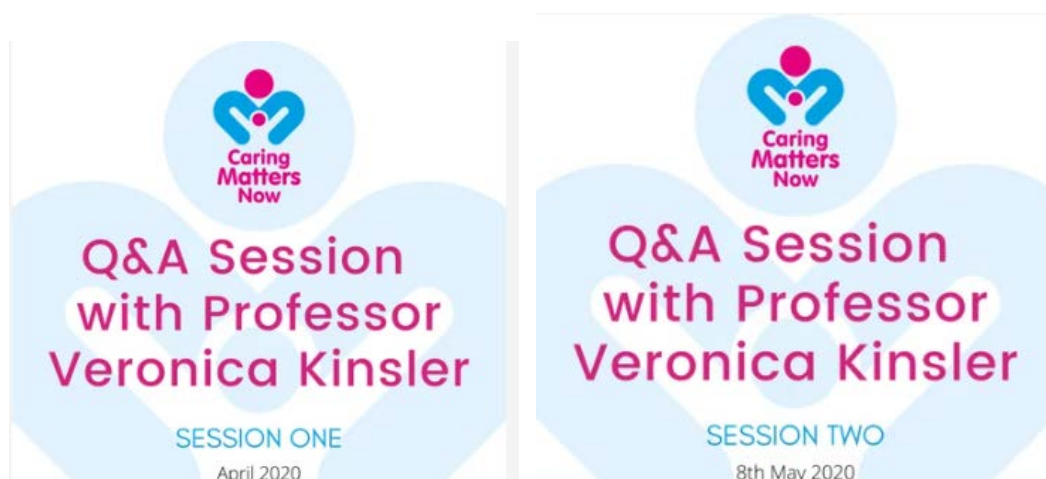 Caring
Matters
Now
Q&A Session
with Professor
Veronica Kinsler
SESSION ONE
April 2020
Caring
Matters
Now
Q&A Session
with Professor
Veronica Kinsler
SESSION TWO
8th May 2020